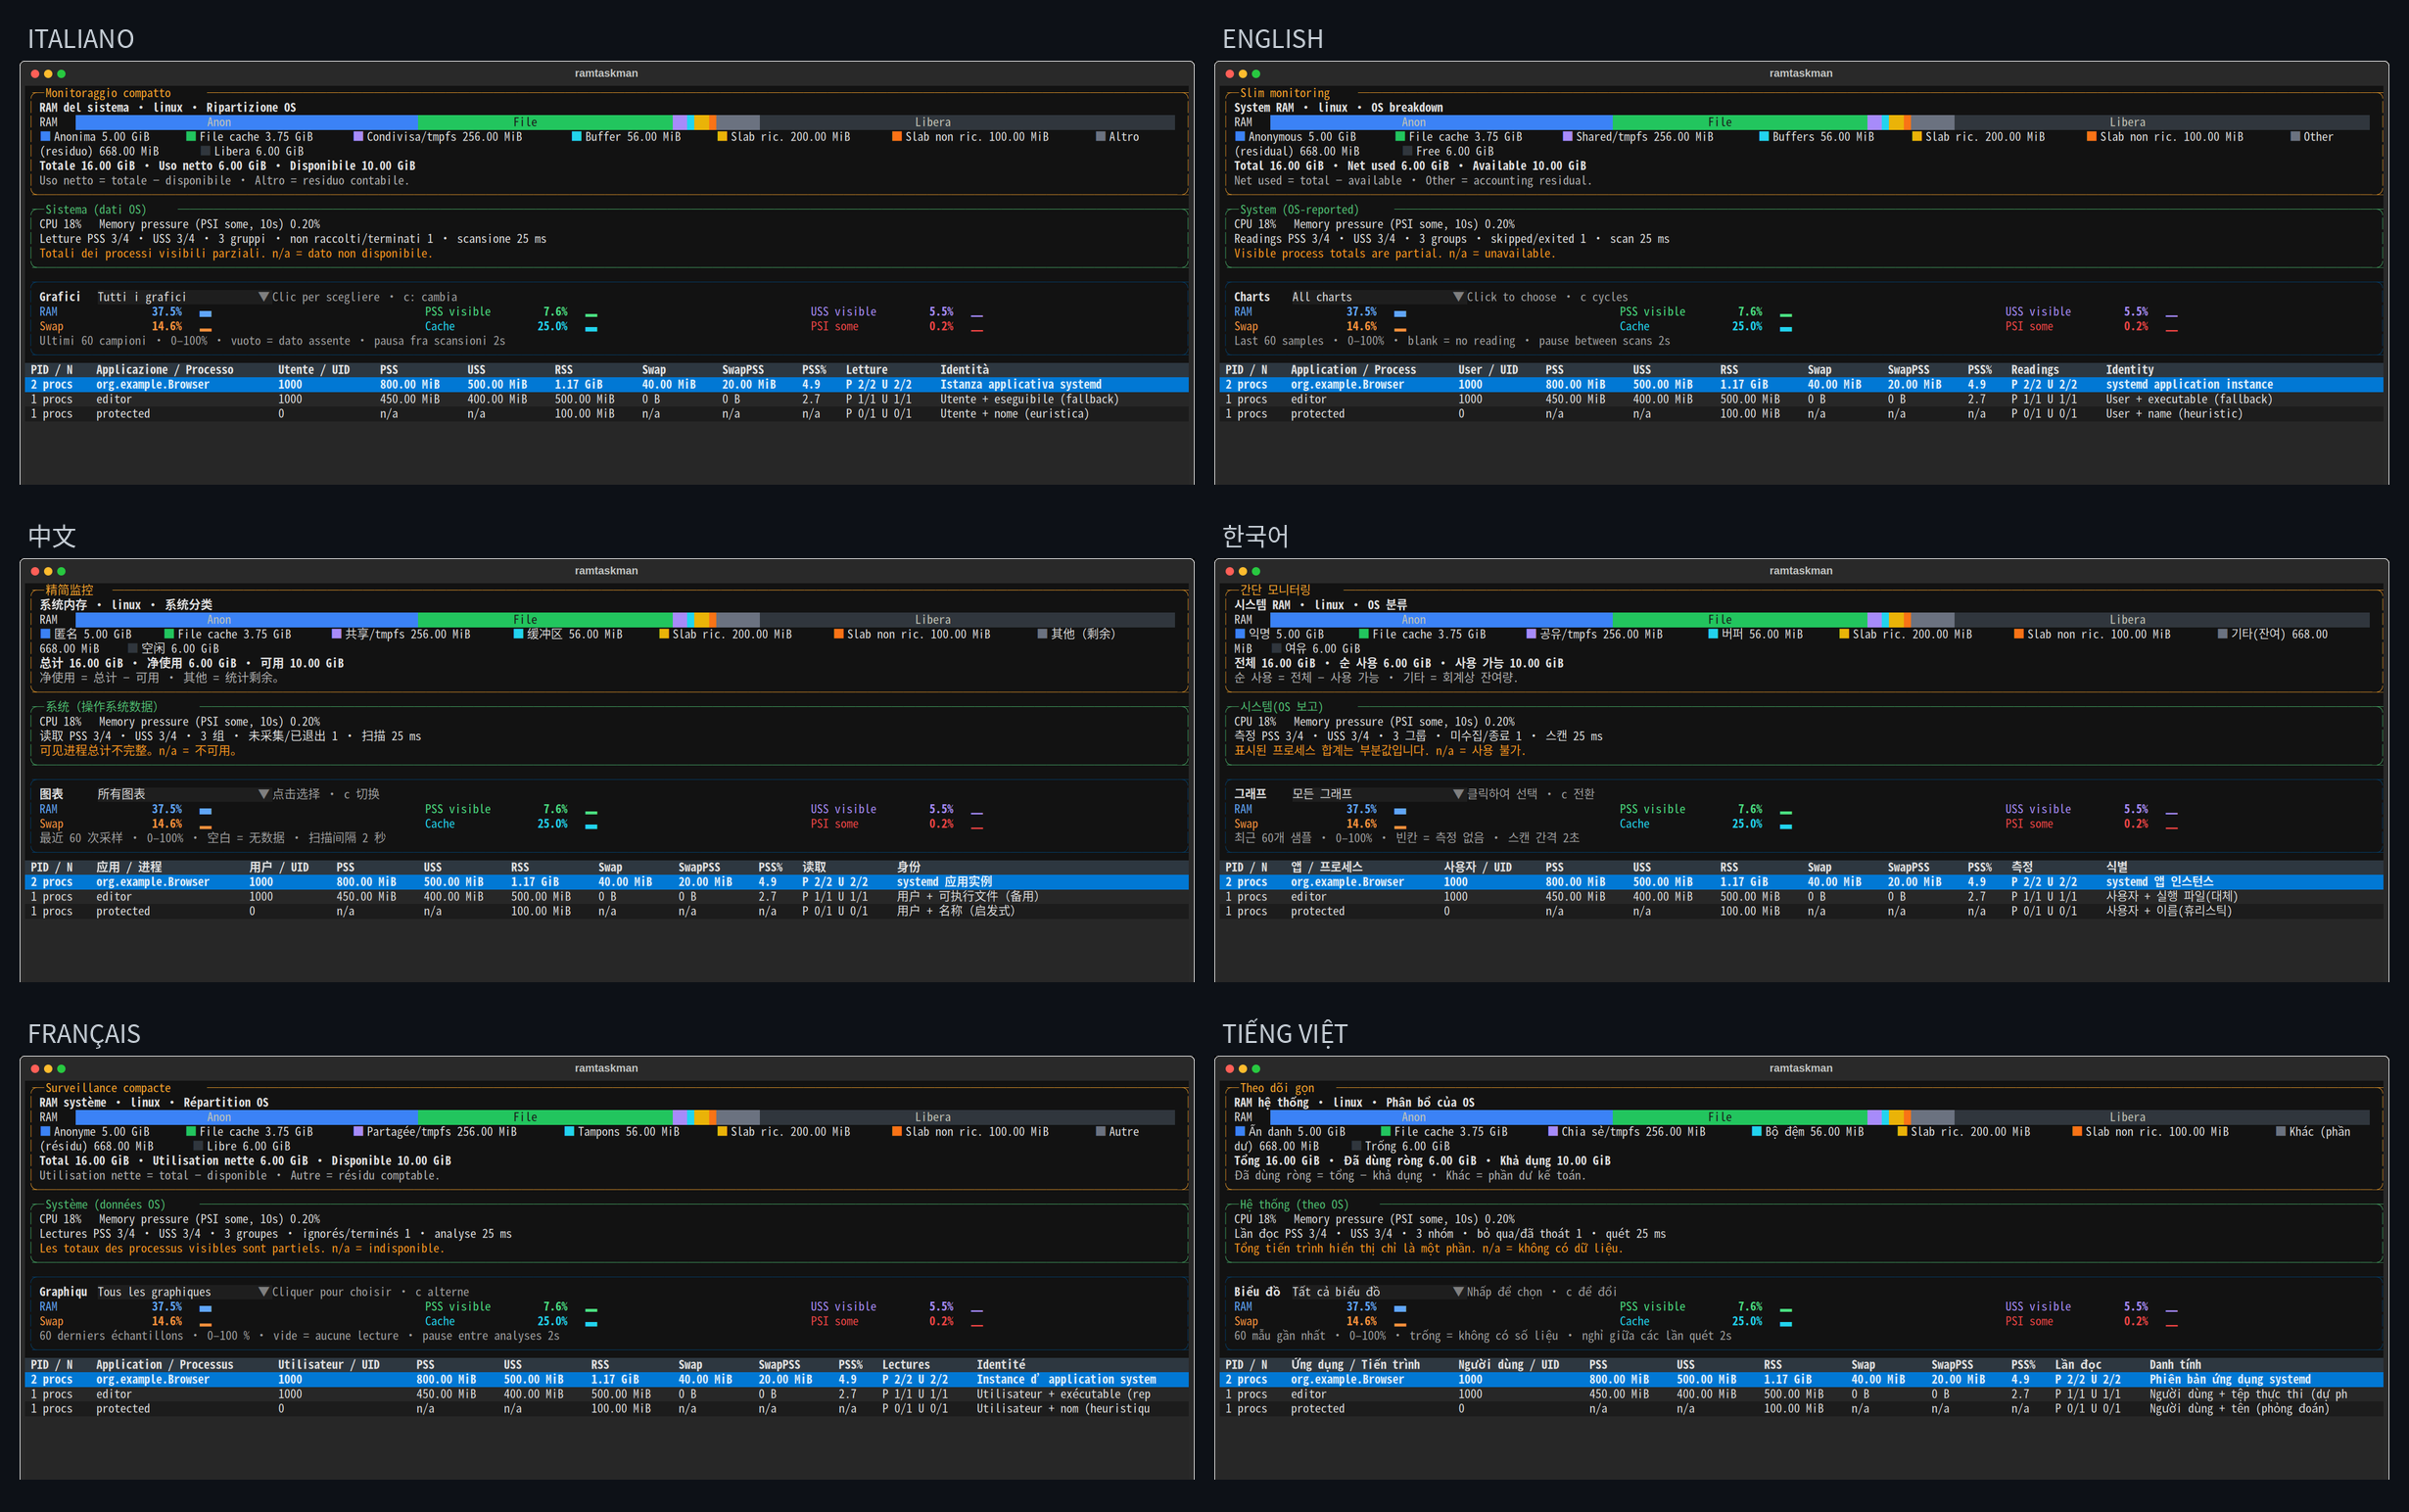 ITALIANO
ramtaskman
Monitoraggio compatto
RAM del sistema • linux • Ripartizione OS
RAM Anon File Libera
Anonima 5.00 GiB File cache 3.75 GiB Condivisa/tmpfs 256.00 MiB Buffer 56.00 MiB Slab ric. 200.00 MiB Slab non ric. 100.00 MiB Altro
(residuo) 668.00 MiB Libera 6.00 GiB
Totale 16.00 GiB • Uso netto 6.00 GiB • Disponibile 10.00 GiB
Uso netto = totale − disponibile • Altro = residuo contabile.
Sistema (dati OS)
CPU 18% Memory pressure (PSI some, 10s) 0.20%
Letture PSS 3/4 • USS 3/4 • 3 gruppi • non raccolti/terminati 1 • scansione 25 ms
Totali dei processi visibili parziali. n/a = dato non disponibile.
Grafici Tutti i grafici ▼ Clic per scegliere • c: cambia
RAM 37.5% PSS visible 7.6% USS visible 5.5%
Swap 14.6% Cache 25.0% PSI some 0.2%
Ultimi 60 campioni • 0–100% • vuoto = dato assente • pausa fra scansioni 2s
PID / N Applicazione / Processo Utente / UID PSS USS RSS Swap SwapPSS PSS% Letture Identità
2 procs org.example.Browser 1000 800.00 MiB 500.00 MiB 1.17 GiB 40.00 MiB 20.00 MiB 4.9 P 2/2 U 2/2 Istanza applicativa systemd
1 procs editor 1000 450.00 MiB 400.00 MiB 500.00 MiB 0 B 0 B 2.7 P 1/1 U 1/1 Utente + eseguibile (fallback)
1 procs protected 0 n/a n/a 100.00 MiB n/a n/a n/a P 0/1 U 0/1 Utente + nome (euristica)
ENGLISH
ramtaskman
Slim monitoring
System RAM • linux • OS breakdown
RAM Anon File Libera
Anonymous 5.00 GiB File cache 3.75 GiB Shared/tmpfs 256.00 MiB Buffers 56.00 MiB Slab ric. 200.00 MiB Slab non ric. 100.00 MiB Other
(residual) 668.00 MiB Free 6.00 GiB
Total 16.00 GiB • Net used 6.00 GiB • Available 10.00 GiB
Net used = total − available • Other = accounting residual.
System (OS-reported)
CPU 18% Memory pressure (PSI some, 10s) 0.20%
Readings PSS 3/4 • USS 3/4 • 3 groups • skipped/exited 1 • scan 25 ms
Visible process totals are partial. n/a = unavailable.
Charts All charts ▼ Click to choose • c cycles
RAM 37.5% PSS visible 7.6% USS visible 5.5%
Swap 14.6% Cache 25.0% PSI some 0.2%
Last 60 samples • 0–100% • blank = no reading • pause between scans 2s
PID / N Application / Process User / UID PSS USS RSS Swap SwapPSS PSS% Readings Identity
2 procs org.example.Browser 1000 800.00 MiB 500.00 MiB 1.17 GiB 40.00 MiB 20.00 MiB 4.9 P 2/2 U 2/2 systemd application instance
1 procs editor 1000 450.00 MiB 400.00 MiB 500.00 MiB 0 B 0 B 2.7 P 1/1 U 1/1 User + executable (fallback)
1 procs protected 0 n/a n/a 100.00 MiB n/a n/a n/a P 0/1 U 0/1 User + name (heuristic)
中文
ramtaskman
精简监控
系统内存 • linux • 系统分类
RAM Anon File Libera
匿名 5.00 GiB File cache 3.75 GiB 共享/tmpfs 256.00 MiB 缓冲区 56.00 MiB Slab ric. 200.00 MiB Slab non ric. 100.00 MiB 其他（剩余）
668.00 MiB 空闲 6.00 GiB
总计 16.00 GiB • 净使用 6.00 GiB • 可用 10.00 GiB
净使用 = 总计 − 可用 • 其他 = 统计剩余。
系统（操作系统数据）
CPU 18% Memory pressure (PSI some, 10s) 0.20%
读取 PSS 3/4 • USS 3/4 • 3 组 • 未采集/已退出 1 • 扫描 25 ms
可见进程总计不完整。n/a = 不可用。
图表 所有图表 ▼ 点击选择 • c 切换
RAM 37.5% PSS visible 7.6% USS visible 5.5%
Swap 14.6% Cache 25.0% PSI some 0.2%
最近 60 次采样 • 0–100% • 空白 = 无数据 • 扫描间隔 2 秒
PID / N 应用 / 进程 用户 / UID PSS USS RSS Swap SwapPSS PSS% 读取 身份
2 procs org.example.Browser 1000 800.00 MiB 500.00 MiB 1.17 GiB 40.00 MiB 20.00 MiB 4.9 P 2/2 U 2/2 systemd 应用实例
1 procs editor 1000 450.00 MiB 400.00 MiB 500.00 MiB 0 B 0 B 2.7 P 1/1 U 1/1 用户 + 可执行文件（备用）
1 procs protected 0 n/a n/a 100.00 MiB n/a n/a n/a P 0/1 U 0/1 用户 + 名称（启发式）
한국어
ramtaskman
간단 모니터링
시스템 RAM • linux • OS 분류
RAM Anon File Libera
익명 5.00 GiB File cache 3.75 GiB 공유/tmpfs 256.00 MiB 버퍼 56.00 MiB Slab ric. 200.00 MiB Slab non ric. 100.00 MiB 기타(잔여) 668.00
MiB 여유 6.00 GiB
전체 16.00 GiB • 순 사용 6.00 GiB • 사용 가능 10.00 GiB
순 사용 = 전체 − 사용 가능 • 기타 = 회계상 잔여량.
시스템(OS 보고)
CPU 18% Memory pressure (PSI some, 10s) 0.20%
측정 PSS 3/4 • USS 3/4 • 3 그룹 • 미수집/종료 1 • 스캔 25 ms
표시된 프로세스 합계는 부분값입니다. n/a = 사용 불가.
그래프 모든 그래프 ▼ 클릭하여 선택 • c 전환
RAM 37.5% PSS visible 7.6% USS visible 5.5%
Swap 14.6% Cache 25.0% PSI some 0.2%
최근 60개 샘플 • 0–100% • 빈칸 = 측정 없음 • 스캔 간격 2초
PID / N 앱 / 프로세스 사용자 / UID PSS USS RSS Swap SwapPSS PSS% 측정 식별
2 procs org.example.Browser 1000 800.00 MiB 500.00 MiB 1.17 GiB 40.00 MiB 20.00 MiB 4.9 P 2/2 U 2/2 systemd 앱 인스턴스
1 procs editor 1000 450.00 MiB 400.00 MiB 500.00 MiB 0 B 0 B 2.7 P 1/1 U 1/1 사용자 + 실행 파일(대체)
1 procs protected 0 n/a n/a 100.00 MiB n/a n/a n/a P 0/1 U 0/1 사용자 + 이름(휴리스틱)
FRANÇAIS
ramtaskman
Surveillance compacte
RAM système • linux • Répartition OS
RAM Anon File Libera
Anonyme 5.00 GiB File cache 3.75 GiB Partagée/tmpfs 256.00 MiB Tampons 56.00 MiB Slab ric. 200.00 MiB Slab non ric. 100.00 MiB Autre
(résidu) 668.00 MiB Libre 6.00 GiB
Total 16.00 GiB • Utilisation nette 6.00 GiB • Disponible 10.00 GiB
Utilisation nette = total − disponible • Autre = résidu comptable.
Système (données OS)
CPU 18% Memory pressure (PSI some, 10s) 0.20%
Lectures PSS 3/4 • USS 3/4 • 3 groupes • ignorés/terminés 1 • analyse 25 ms
Les totaux des processus visibles sont partiels. n/a = indisponible.
Graphiqu Tous les graphiques ▼ Cliquer pour choisir • c alterne
RAM 37.5% PSS visible 7.6% USS visible 5.5%
Swap 14.6% Cache 25.0% PSI some 0.2%
60 derniers échantillons • 0–100 % • vide = aucune lecture • pause entre analyses 2s
PID / N Application / Processus Utilisateur / UID PSS USS RSS Swap SwapPSS PSS% Lectures Identité
2 procs org.example.Browser 1000 800.00 MiB 500.00 MiB 1.17 GiB 40.00 MiB 20.00 MiB 4.9 P 2/2 U 2/2 Instance d’application system
1 procs editor 1000 450.00 MiB 400.00 MiB 500.00 MiB 0 B 0 B 2.7 P 1/1 U 1/1 Utilisateur + exécutable (rep
1 procs protected 0 n/a n/a 100.00 MiB n/a n/a n/a P 0/1 U 0/1 Utilisateur + nom (heuristiqu
TIẾNG VIỆT
ramtaskman
Theo dõi gọn
RAM hệ thống • linux • Phân bổ của OS
RAM Anon File Libera
Ẩn danh 5.00 GiB File cache 3.75 GiB Chia sẻ/tmpfs 256.00 MiB Bộ đệm 56.00 MiB Slab ric. 200.00 MiB Slab non ric. 100.00 MiB Khác (phần
dư) 668.00 MiB Trống 6.00 GiB
Tổng 16.00 GiB • Đã dùng ròng 6.00 GiB • Khả dụng 10.00 GiB
Đã dùng ròng = tổng − khả dụng • Khác = phần dư kế toán.
Hệ thống (theo OS)
CPU 18% Memory pressure (PSI some, 10s) 0.20%
Lần đọc PSS 3/4 • USS 3/4 • 3 nhóm • bỏ qua/đã thoát 1 • quét 25 ms
Tổng tiến trình hiển thị chỉ là một phần. n/a = không có dữ liệu.
Biểu đồ Tất cả biểu đồ ▼ Nhấp để chọn • c để đổi
RAM 37.5% PSS visible 7.6% USS visible 5.5%
Swap 14.6% Cache 25.0% PSI some 0.2%
60 mẫu gần nhất • 0–100% • trống = không có số liệu • nghỉ giữa các lần quét 2s
PID / N Ứng dụng / Tiến trình Người dùng / UID PSS USS RSS Swap SwapPSS PSS% Lần đọc Danh tính
2 procs org.example.Browser 1000 800.00 MiB 500.00 MiB 1.17 GiB 40.00 MiB 20.00 MiB 4.9 P 2/2 U 2/2 Phiên bản ứng dụng systemd
1 procs editor 1000 450.00 MiB 400.00 MiB 500.00 MiB 0 B 0 B 2.7 P 1/1 U 1/1 Người dùng + tệp thực thi (dự ph
1 procs protected 0 n/a n/a 100.00 MiB n/a n/a n/a P 0/1 U 0/1 Người dùng + tên (phỏng đoán)